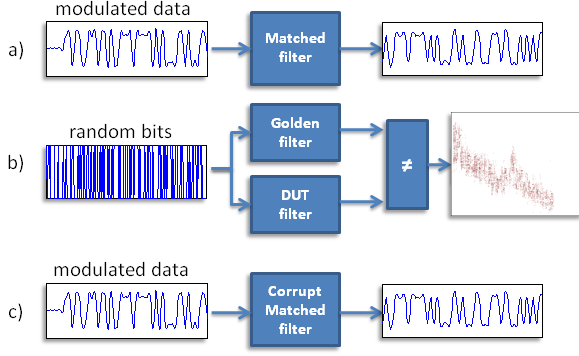 modulated data
a)
Matched
filter
random bits
b)
Golden
filter
DUT
filter
≠
modulated data
c)
Corrupt
Matched
filter